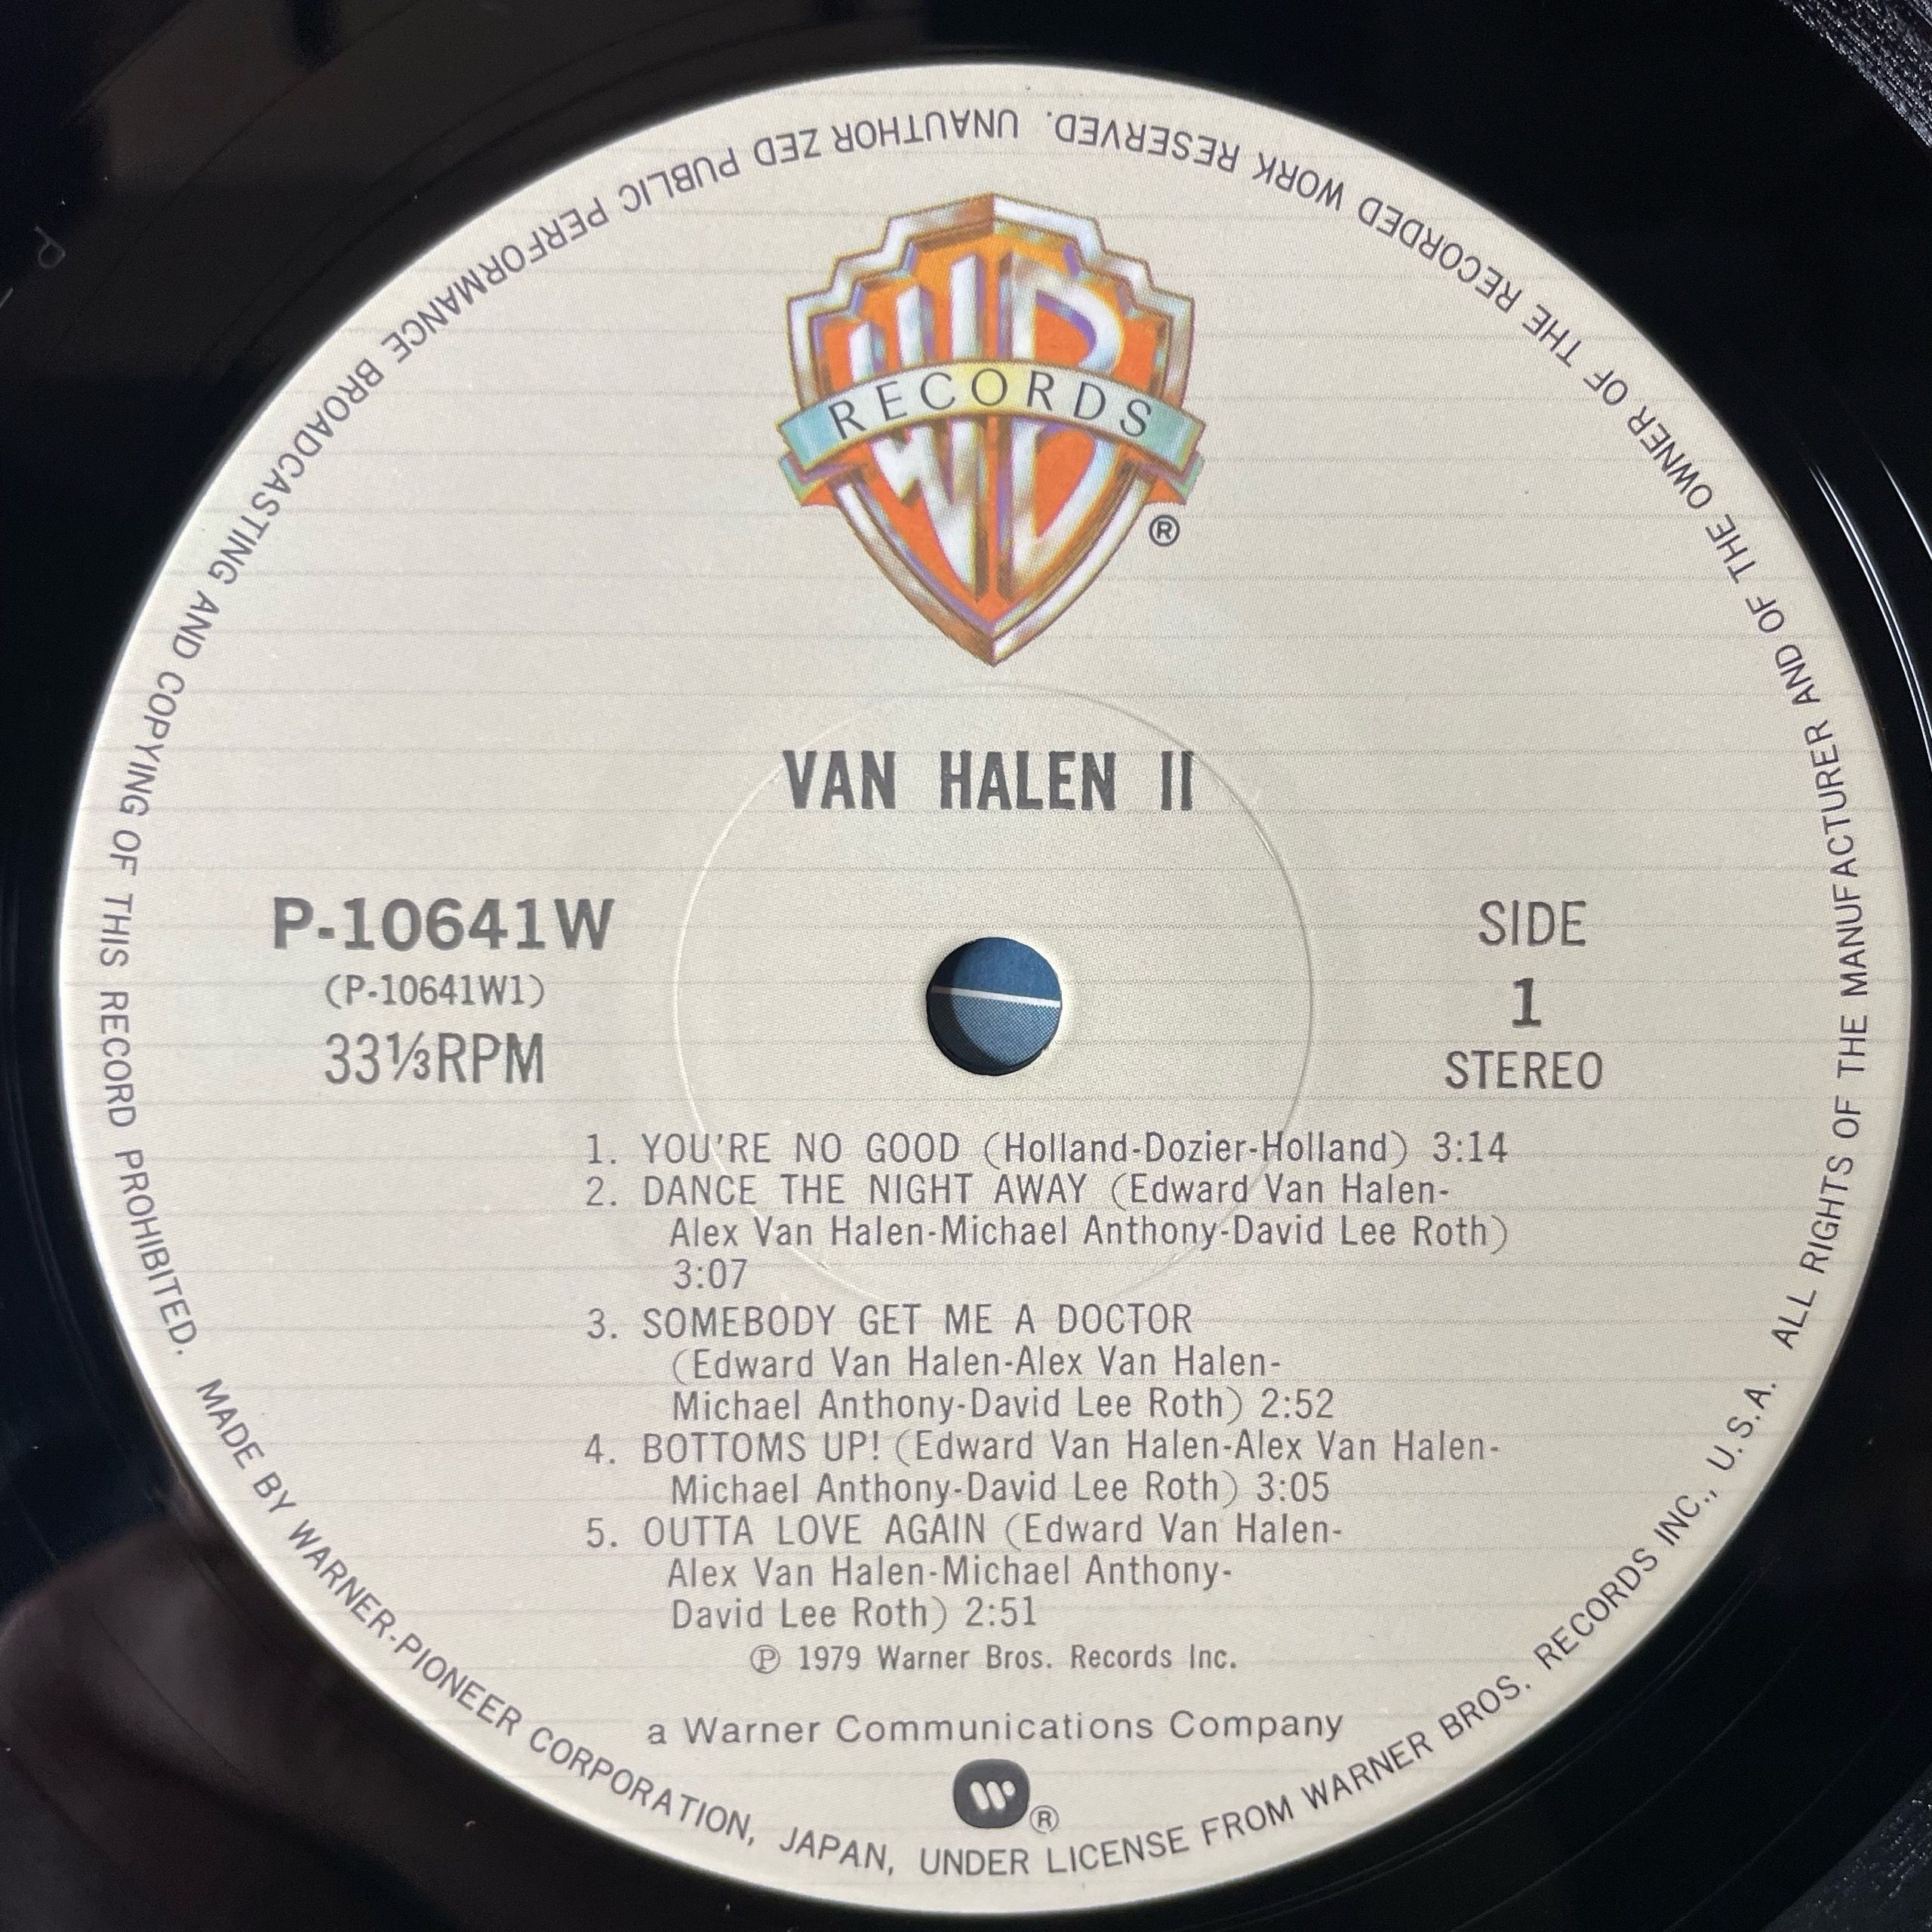 WB
RECORDS
®
VAN HALEN II
P-10641W
(P-10641W1)
33⅓RPM
SIDE
1
STEREO
1. YOU'RE NO GOOD (Holland-Dozier-Holland) 3:14
2. DANCE THE NIGHT AWAY (Edward Van Halen-
Alex Van Halen-Michael Anthony-David Lee Roth)
3:07
3. SOMEBODY GET ME A DOCTOR
(Edward Van Halen-Alex Van Halen-
Michael Anthony-David Lee Roth) 2:52
4. BOTTOMS UP! (Edward Van Halen-Alex Van Halen-
Michael Anthony-David Lee Roth) 3:05
5. OUTTA LOVE AGAIN (Edward Van Halen-
Alex Van Halen-Michael Anthony-
David Lee Roth) 2:51
℗ 1979 Warner Bros. Records Inc.
a Warner Communications Company
®
MADE BY WARNER-PIONEER CORPORATION, JAPAN, UNDER LICENSE FROM WARNER BROS. RECORDS INC., U.S.A. ALL RIGHTS OF THE MANUFACTURER AND OF THE OWNER OF THE RECORDED WORK RESERVED. UNAUTHOR ZED PUBLIC PERFORMANCE BROADCASTING AND COPYING OF THIS RECORD PROHIBITED.
P